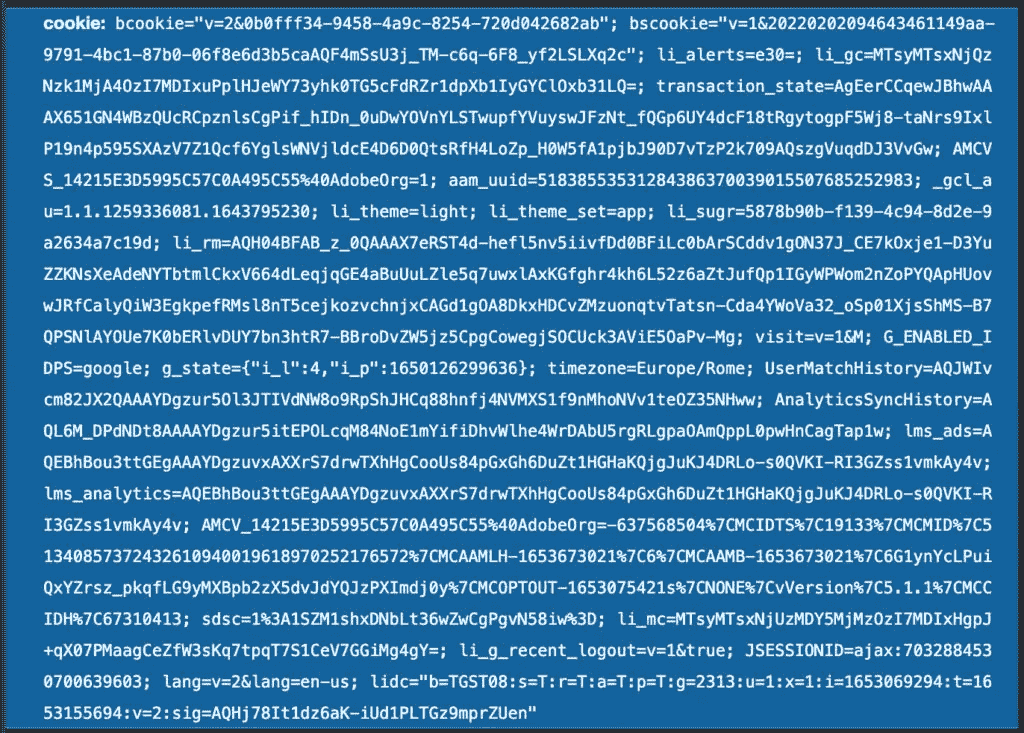 cookie: bcookie="v=2&0b0fff34-9458-4a9c-8254-720d042682ab"; bscookie="v=1&20220202094643461149aa-
9791-4bc1-87b0-06f8e6d3b5caAQF4mSsU3j_TM-c6q-6F8_yf2LSLXq2c"; li_alerts=e30=; li_gc=MTsyMTsxNjQz
Nzk1MjA4OzI7MDIxuPplHJeWY73yhk0TG5cFdRZr1dpXb1IyGYClOxb31LQ=; transaction_state=AgEerCCqewJBhwAA
AX651GN4WBzQUcRCpznlsCgPif_hIDn_0uDwYOVnYLSTwupfYVuyswJFzNt_fQGp6UY4dcF18tRgytogpF5Wj8-taNrs9Ixl
P19n4p595SXAzV7Z1Qcf6YglsWNVjldcE4D6D0QtsRfH4LoZp_H0W5fA1pjbJ90D7vTzP2k709AQszgVuqdDJ3VvGw; AMCV
S_14215E3D5995C57C0A495C55%40AdobeOrg=1; aam_uuid=51838553531284386370039015507685252983; _gcl_a
u=1.1.1259336081.1643795230; li_theme=light; li_theme_set=app; li_sugr=5878b90b-f139-4c94-8d2e-9
a2634a7c19d; li_rm=AQH04BFAB_z_0QAAAX7eRST4d-hefl5nv5iivfDd0BFiLc0bArSCddv1gON37J_CE7kOxje1-D3Yu
ZZKNsXeAdeNYTbtmlCkxV664dLeqjqGE4aBuUuLZle5q7uwxlAxKGfghr4kh6L52z6aZtJufQp1IGyWPWom2nZoPYQApHUov
wJRfCalyQiW3EgkpefRMsl8nT5cejkozvchnjxCAGd1gOA8DkxHDCvZMzuonqtvTatsn-Cda4YWoVa32_oSp01XjsShMS-B7
QPSNlAYOUe7K0bERlvDUY7bn3htR7-BBroDvZW5jz5CpgCowegjSOCUck3AViE5OaPv-Mg; visit=v=1&M; G_ENABLED_I
DPS=google; g_state={"i_l":4,"i_p":1650126299636}; timezone=Europe/Rome; UserMatchHistory=AQJWIv
cm82JX2QAAAYDgzur5Ol3JTIVdNW8o9RpShJHCq88hnfj4NVMXS1f9nMhoNVv1teOZ35NHww; AnalyticsSyncHistory=A
QL6M_DPdNDt8AAAAYDgzur5itEPOLcqM84NoE1mYifiDhvWlhe4WrDAbU5rgRLgpaOAmQppL0pwHnCagTap1w; lms_ads=A
QEBhBou3ttGEgAAAYDgzuvxAXXrS7drwTXhHgCooUs84pGxGh6DuZt1HGHaKQjgJuKJ4DRLo-s0QVKI-RI3GZss1vmkAy4v;
lms_analytics=AQEBhBou3ttGEgAAAYDgzuvxAXXrS7drwTXhHgCooUs84pGxGh6DuZt1HGHaKQjgJuKJ4DRLo-s0QVKI-R
I3GZss1vmkAy4v; AMCV_14215E3D5995C57C0A495C55%40AdobeOrg=-637568504%7CMCIDTS%7C19133%7CMCMID%7C5
1340857372432610940019618970252176572%7CMCAAMLH-1653673021%7C6%7CMCAAMB-1653673021%7C6G1ynYcLPui
QxYZrsz_pkqfLG9yMXBpb2zX5dvJdYQJzPXImdj0y%7CMCOPTOUT-1653075421s%7CNONE%7CvVersion%7C5.1.1%7CMCC
IDH%7C67310413; sdsc=1%3A1SZM1shxDNbLt36wZwCgPgvN58iw%3D; li_mc=MTsyMTsxNjUzMDY5MjMzOzI7MDIxHgpJ
+qX07PMaagCeZfW3sKq7tpqT7S1CeV7GGiMg4gY=; li_g_recent_logout=v=1&true; JSESSIONID=ajax:703288453
0700639603; lang=v=2&lang=en-us; lidc="b=TGST08:s=T:r=T:a=T:p=T:g=2313:u=1:x=1:i=1653069294:t=16
53155694:v=2:sig=AQHj78It1dz6aK-iUd1PLTGz9mprZUen"